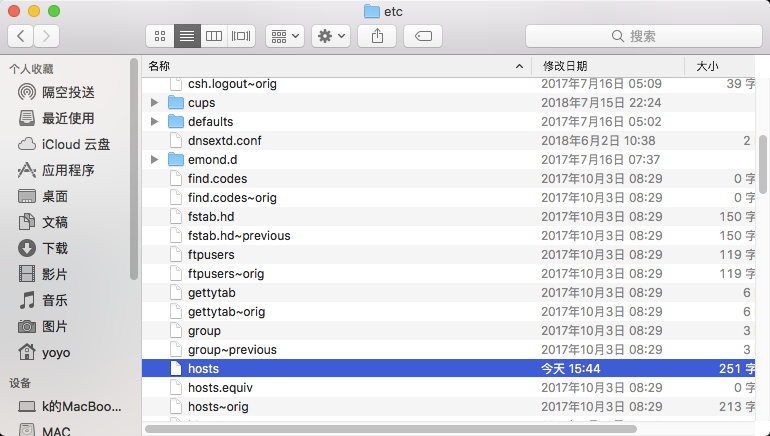 etc
搜索
个人收藏
隔空投送
最近使用
iCloud 云盘
应用程序
桌面
文稿
下载
影片
音乐
图片
yoyo
设备
k的MacBoo...
MAC
名称 修改日期 大小
csh.logout~orig 2017年7月16日 05:09 39 字
cups 2018年7月15日 22:24
defaults 2017年7月16日 05:02
dnsextd.conf 2018年6月2日 10:38 2
emond.d 2017年7月16日 07:37
find.codes 2017年10月3日 08:29 0 字
find.codes~orig 2017年10月3日 08:29 0 字
fstab.hd 2017年10月3日 08:29 150 字
fstab.hd~previous 2017年10月3日 08:29 150 字
ftpusers 2017年10月3日 08:29 119 字
ftpusers~orig 2017年10月3日 08:29 119 字
gettytab 2017年10月3日 08:29 6
gettytab~orig 2017年10月3日 08:29 6
group 2017年10月3日 08:29 3
group~previous 2017年10月3日 08:29 3
hosts 今天 15:44 251 字
hosts.equiv 2017年10月3日 08:29 0 字
hosts~orig 2017年10月3日 08:29 213 字